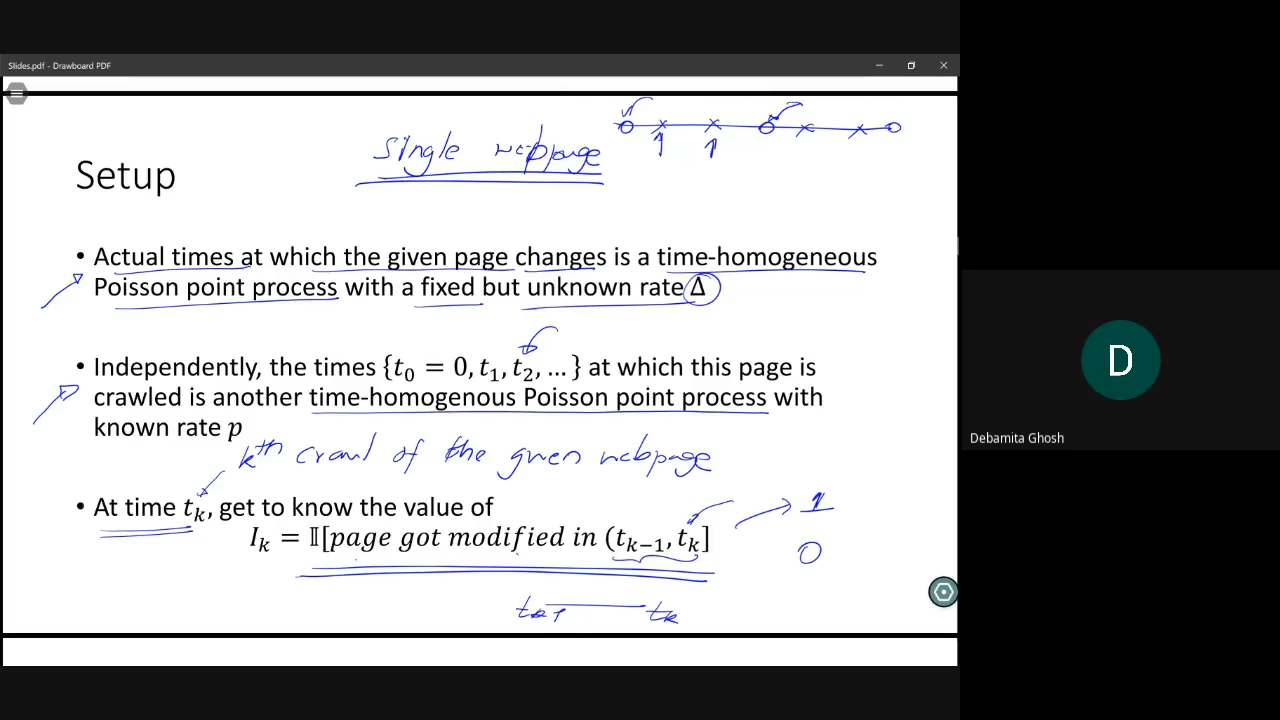 Slides.pdf - Drawboard PDF
single webpage
Setup
• Actual times at which the given page changes is a time-homogeneous
Poisson point process with a fixed but unknown rate Δ
• Independently, the times {t₀ = 0, t₁, t₂, … } at which this page is
crawled is another time-homogenous Poisson point process with
known rate p
kth crawl of the given webpage
• At time tₖ, get to know the value of
Iₖ = 𝕀[page got modified in (tₖ₋₁, tₖ]
1
0
tₖ₋₁ tₖ
D
Debamita Ghosh